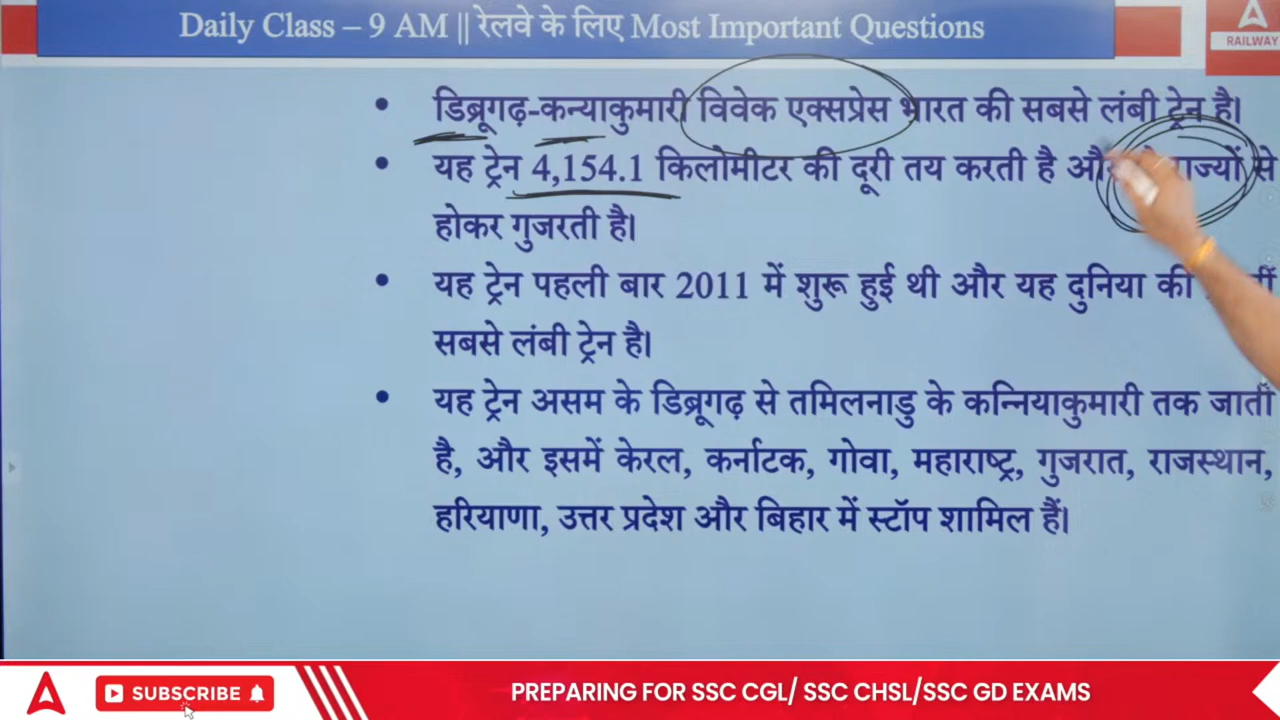 Daily Class – 9 AM || रेलवे के लिए Most Important Questions
RAILWAY
• डिब्रूगढ़-कन्याकुमारी विवेक एक्सप्रेस भारत की सबसे लंबी ट्रेन है।
• यह ट्रेन 4,154.1 किलोमीटर की दूरी तय करती है और राज्यों से
होकर गुजरती है।
• यह ट्रेन पहली बार 2011 में शुरू हुई थी और यह दुनिया की
सबसे लंबी ट्रेन है।
• यह ट्रेन असम के डिब्रूगढ़ से तमिलनाडु के कन्नियाकुमारी तक जाती
है, और इसमें केरल, कर्नाटक, गोवा, महाराष्ट्र, गुजरात, राजस्थान,
हरियाणा, उत्तर प्रदेश और बिहार में स्टॉप शामिल हैं।
SUBSCRIBE
PREPARING FOR SSC CGL/ SSC CHSL/SSC GD EXAMS